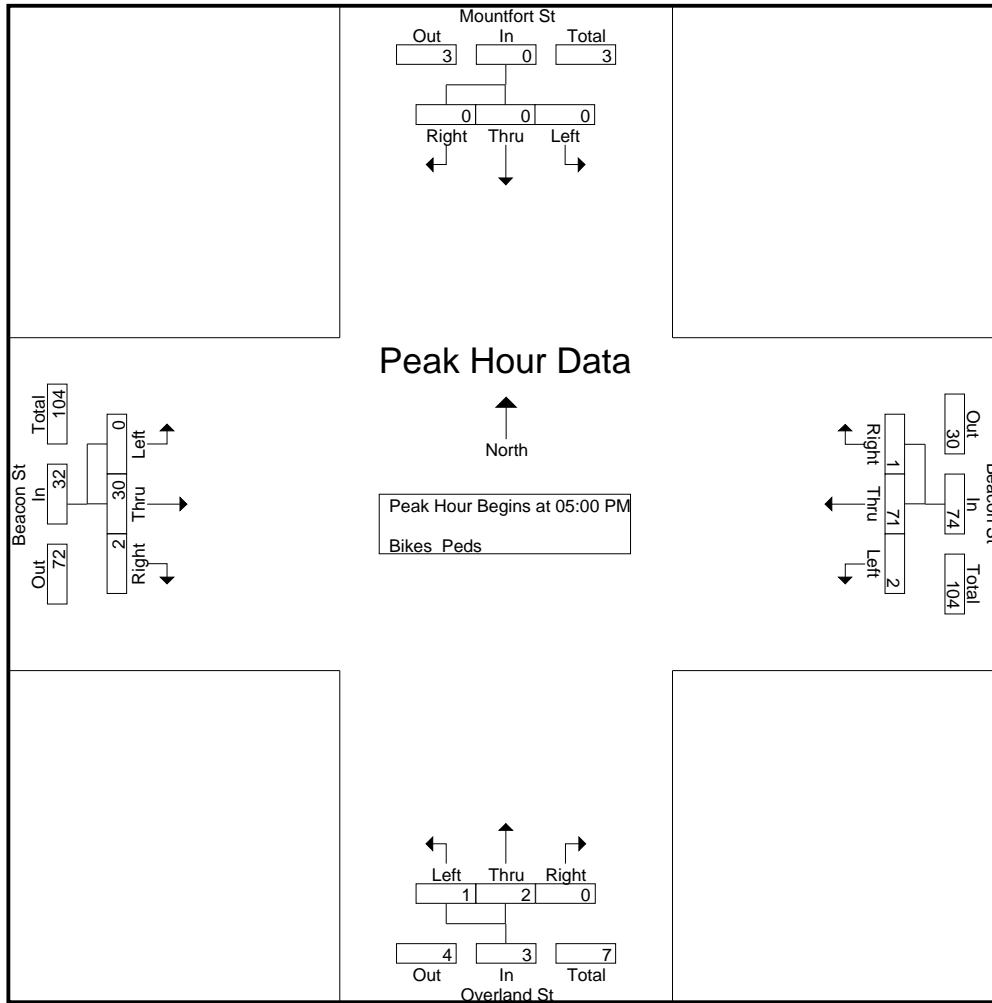 Mountfort St
Out In Total
3 0 3
0 0 0
Right Thru Left
Peak Hour Data
North
Peak Hour Begins at 05:00 PM
Bikes Peds
Beacon St
Out In Total
72 32 104
2 30 0
Right Thru Left
Beacon St
Out In Total
30 74 104
1 71 2
Right Thru Left
Left Thru Right
1 2 0
4 3 7
Out In Total
Overland St